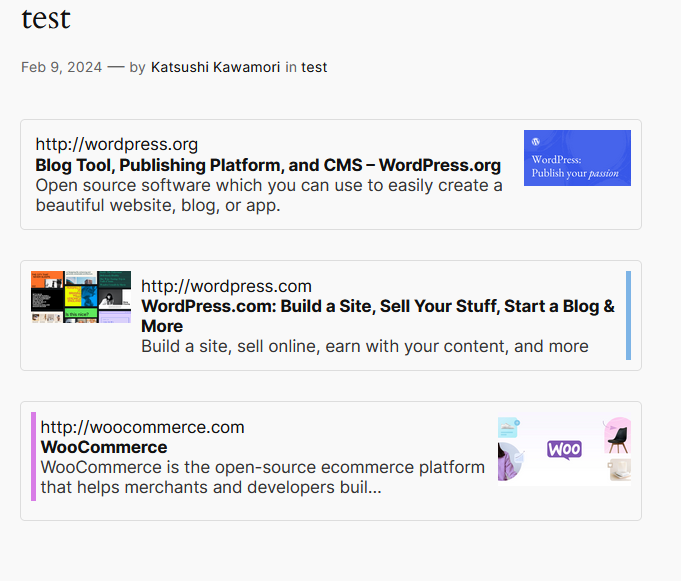 test
Feb 9, 2024 — by Katsushi Kawamori in test
http://wordpress.org
Blog Tool, Publishing Platform, and CMS – WordPress.org
Open source software which you can use to easily create a
beautiful website, blog, or app.
WordPress:
Publish your passion
http://wordpress.com
WordPress.com: Build a Site, Sell Your Stuff, Start a Blog &
More
Build a site, sell online, earn with your content, and more
is this nice?
http://woocommerce.com
WooCommerce
WooCommerce is the open-source ecommerce platform
that helps merchants and developers buil...
WOO